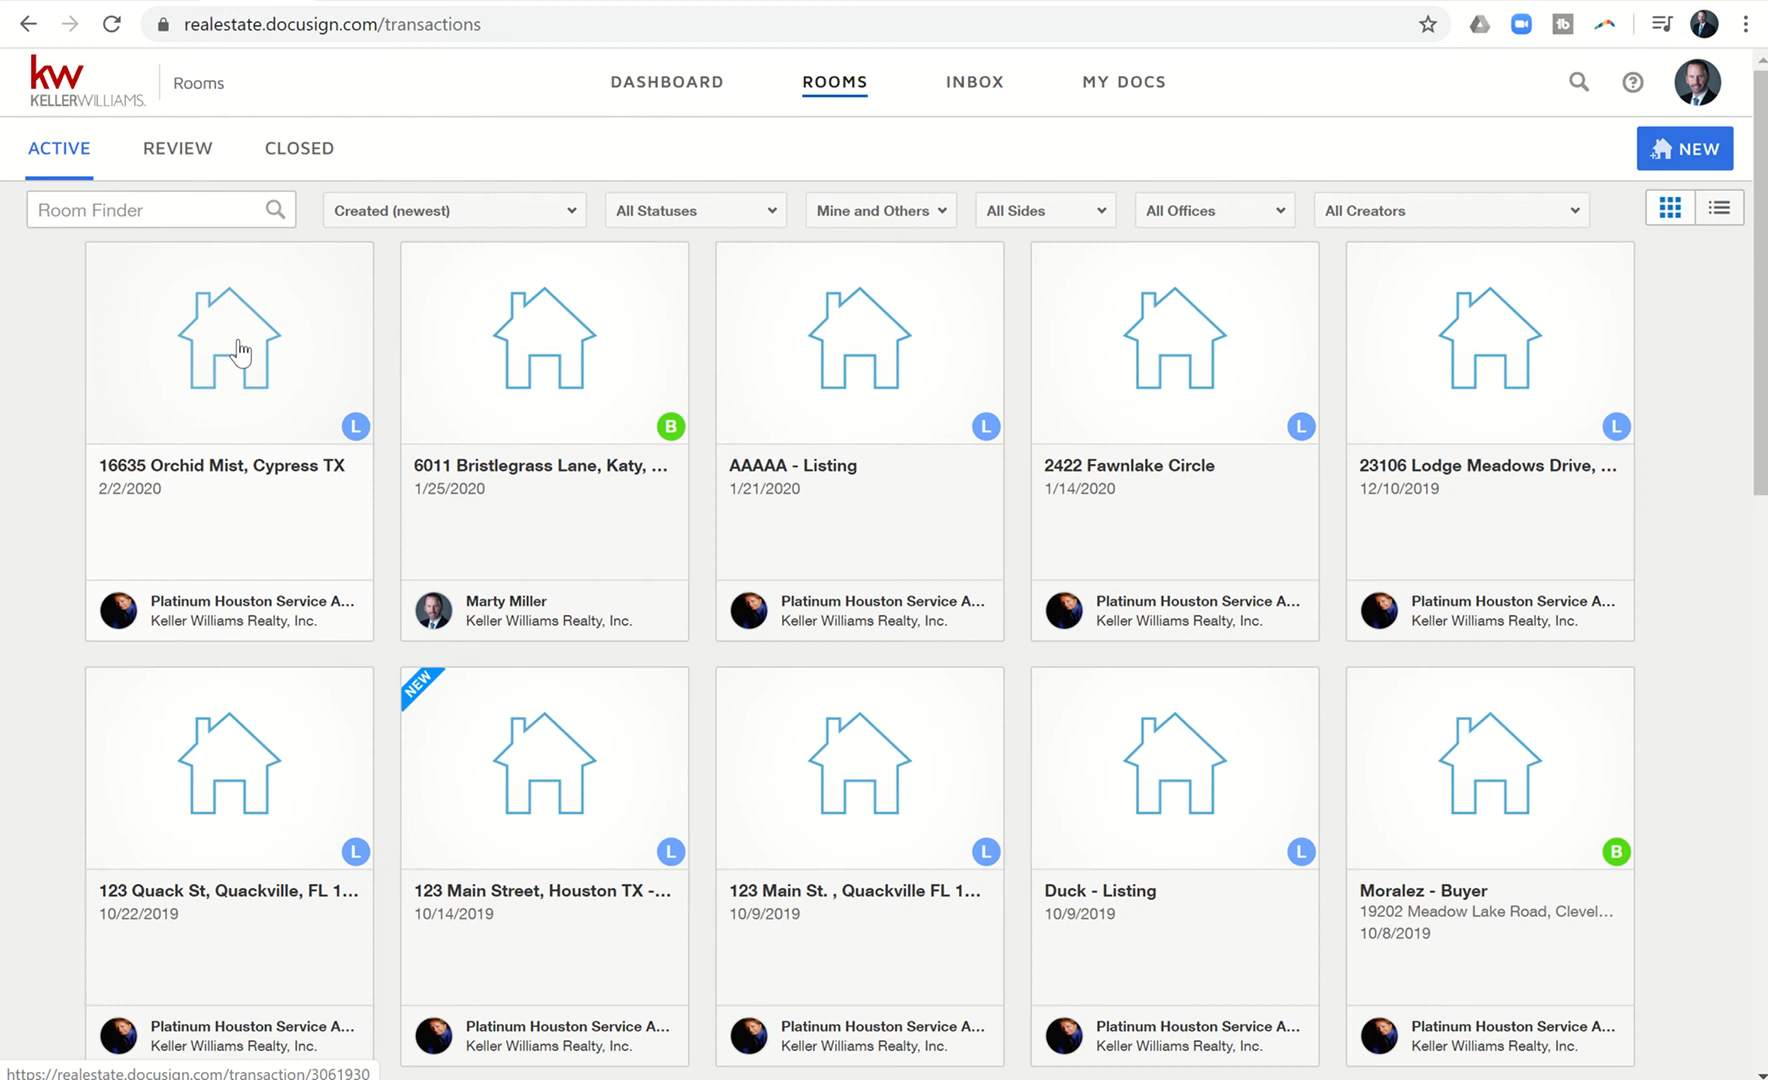 realestate.docusign.com/transactions
kw
KELLERWILLIAMS.
Rooms
DASHBOARD
ROOMS
INBOX
MY DOCS
ACTIVE
REVIEW
CLOSED
NEW
Room Finder
Created (newest)
All Statuses
Mine and Others
All Sides
All Offices
All Creators
L
B
L
L
L
16635 Orchid Mist, Cypress TX
2/2/2020
6011 Bristlegrass Lane, Katy, ...
1/25/2020
AAAAA - Listing
1/21/2020
2422 Fawnlake Circle
1/14/2020
23106 Lodge Meadows Drive, ...
12/10/2019
Platinum Houston Service A...
Keller Williams Realty, Inc.
Marty Miller
Keller Williams Realty, Inc.
Platinum Houston Service A...
Keller Williams Realty, Inc.
Platinum Houston Service A...
Keller Williams Realty, Inc.
Platinum Houston Service A...
Keller Williams Realty, Inc.
NEW
L
L
L
L
B
123 Quack St, Quackville, FL 1...
10/22/2019
123 Main Street, Houston TX -...
10/14/2019
123 Main St. , Quackville FL 1...
10/9/2019
Duck - Listing
10/9/2019
Moralez - Buyer
19202 Meadow Lake Road, Clevel...
10/8/2019
Platinum Houston Service A...
Keller Williams Realty, Inc.
Platinum Houston Service A...
Keller Williams Realty, Inc.
Platinum Houston Service A...
Keller Williams Realty, Inc.
Platinum Houston Service A...
Keller Williams Realty, Inc.
Platinum Houston Service A...
Keller Williams Realty, Inc.
https://realestate.docusign.com/transaction/3061930